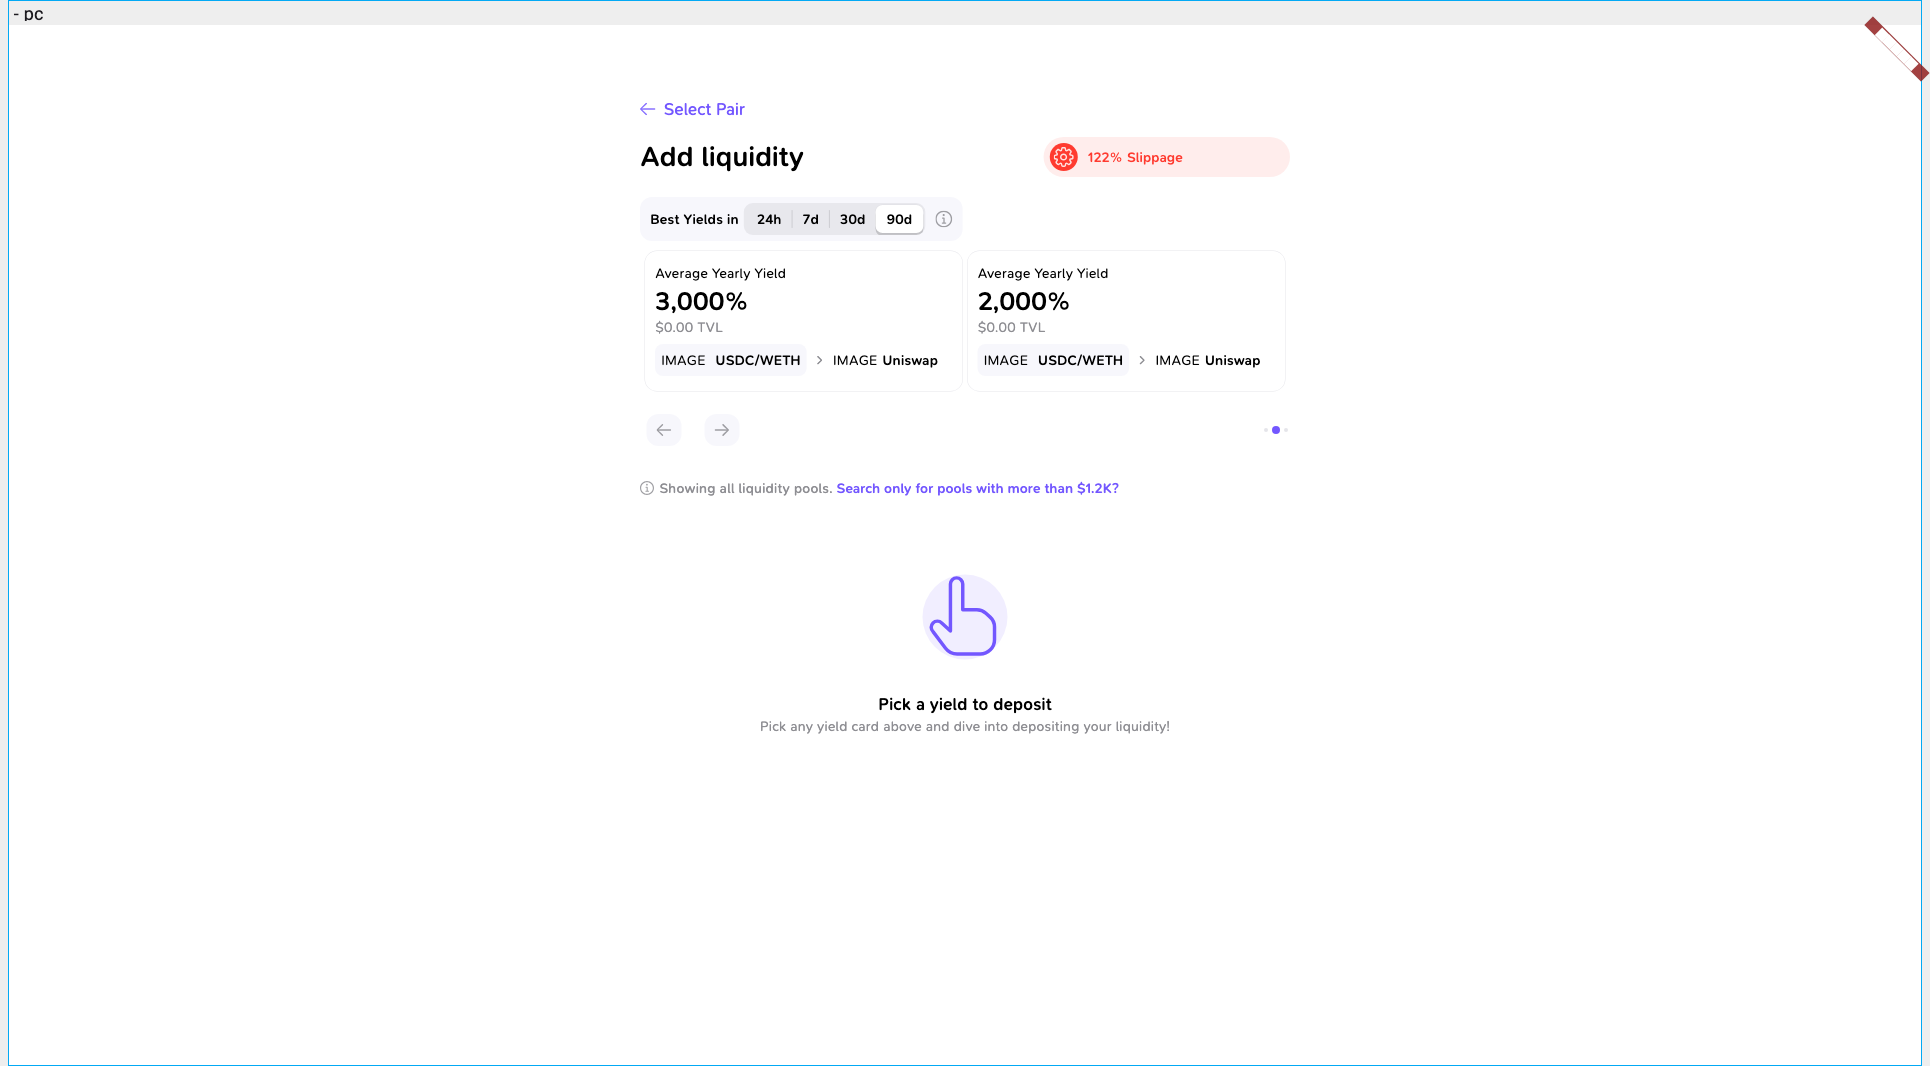 - pc
Select Pair
Add liquidity
122% Slippage
Best Yields in 24h 7d 30d 90d
Average Yearly Yield
3,000%
$0.00 TVL
IMAGE USDC/WETH > IMAGE Uniswap
Average Yearly Yield
2,000%
$0.00 TVL
IMAGE USDC/WETH > IMAGE Uniswap
Showing all liquidity pools. Search only for pools with more than $1.2K?
Pick a yield to deposit
Pick any yield card above and dive into depositing your liquidity!